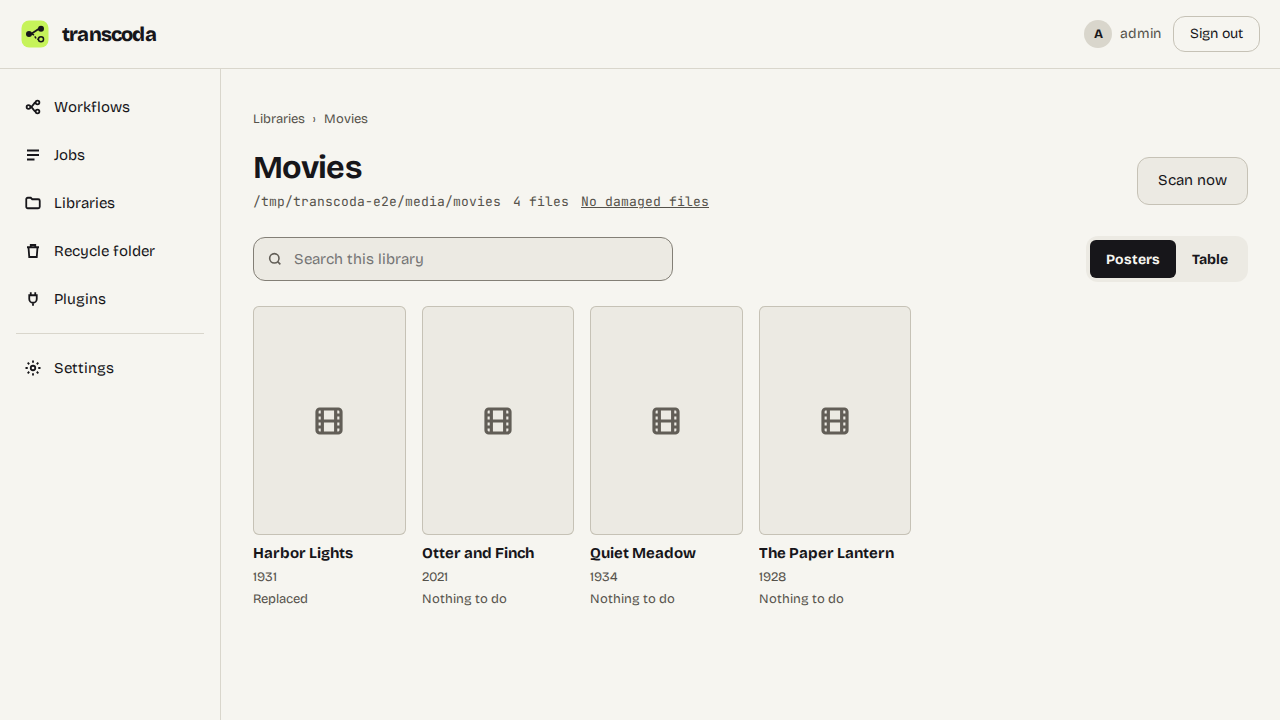 transcoda
A admin Sign out
Workflows
Jobs
Libraries
Recycle folder
Plugins
Settings
Libraries › Movies
Movies
/tmp/transcoda-e2e/media/movies 4 files No damaged files
Scan now
Search this library
Posters Table
Harbor Lights
1931
Replaced
Otter and Finch
2021
Nothing to do
Quiet Meadow
1934
Nothing to do
The Paper Lantern
1928
Nothing to do